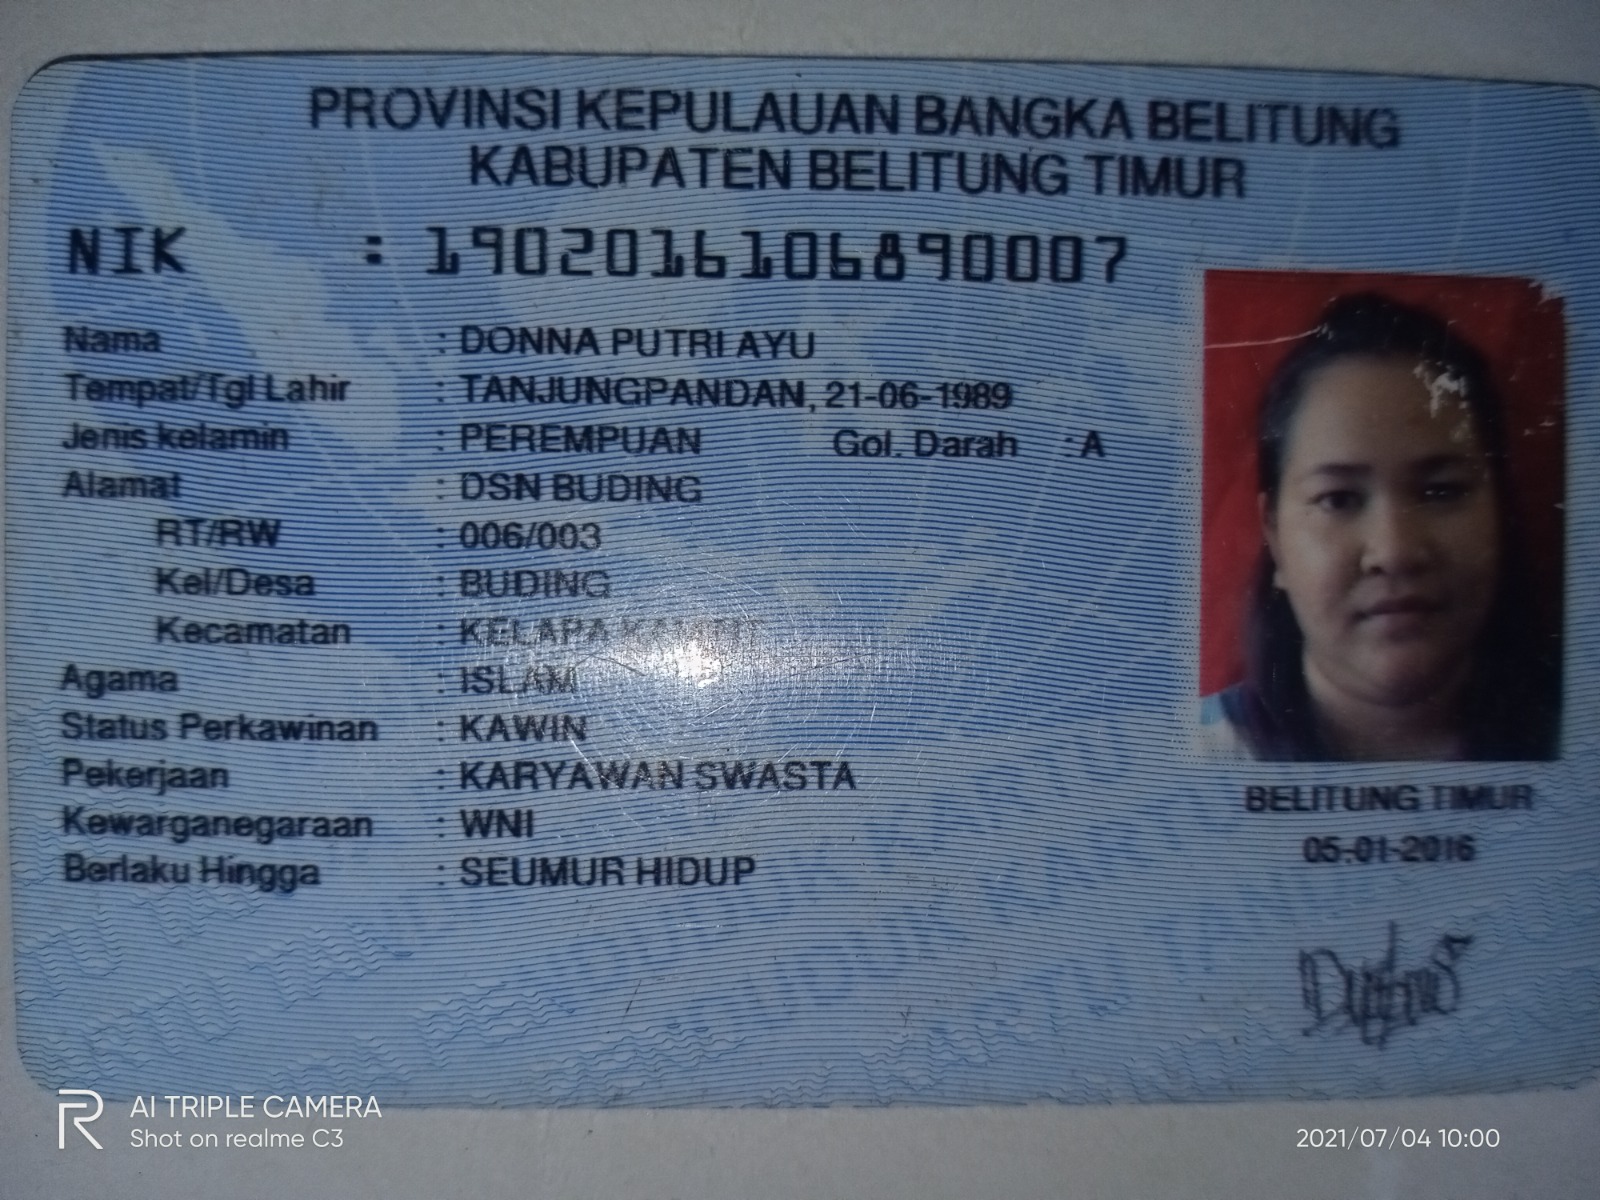 PROVINSI KEPULAUAN BANGKA BELITUNG
KABUPATEN BELITUNG TIMUR
NIK : 1902016106890007
Nama : DONNA PUTRI AYU
Tempat/Tgl Lahir : TANJUNGPANDAN, 21-06-1989
Jenis kelamin : PEREMPUAN Gol. Darah : A
Alamat : DSN BUDING
RT/RW : 006/003
Kel/Desa : BUDING
Kecamatan : KELAPA KAMPIT
Agama : ISLAM
Status Perkawinan : KAWIN
Pekerjaan : KARYAWAN SWASTA
Kewarganegaraan : WNI
Berlaku Hingga : SEUMUR HIDUP
BELITUNG TIMUR
05-01-2016
AI TRIPLE CAMERA
Shot on realme C3
2021/07/04 10:00